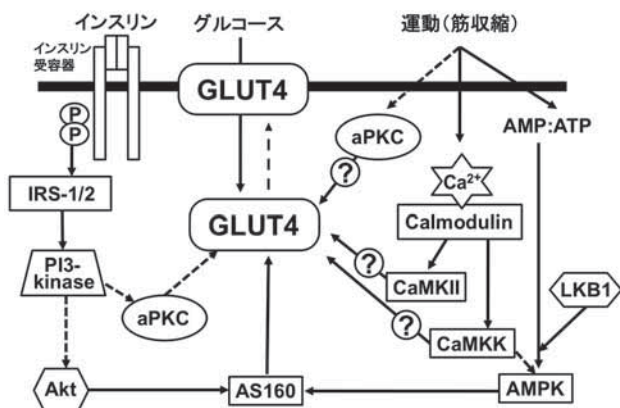 インスリン
グルコース
運動（筋収縮）
インスリン
受容器
GLUT4
P
P
aPKC
AMP:ATP
?
Ca2+
IRS-1/2
GLUT4
Calmodulin
PI3-
kinase
?
CaMKII
LKB1
aPKC
?
CaMKK
Akt
AS160
AMPK